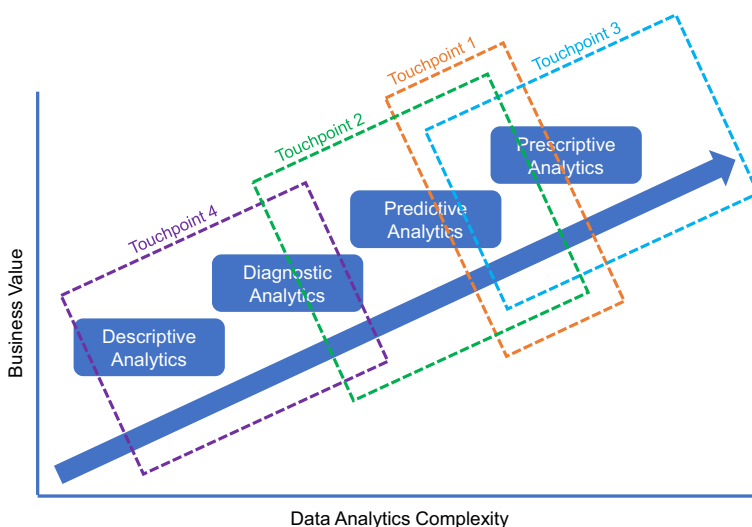 Touchpoint 1
Touchpoint 3
Touchpoint 2
Prescriptive
Analytics
Touchpoint 4
Predictive
Analytics
Diagnostic
Analytics
Descriptive
Analytics
Business Value
Data Analytics Complexity